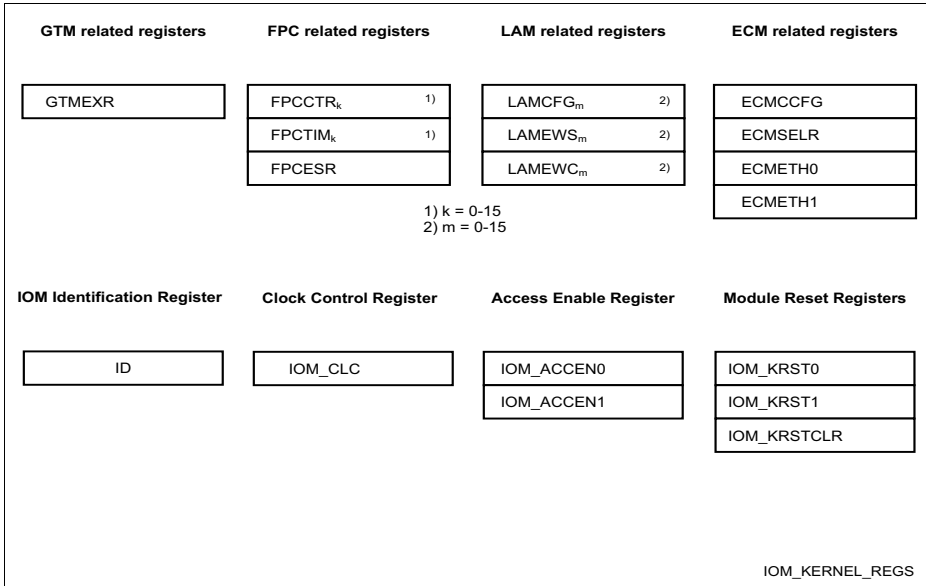 GTM related registers
FPC related registers
LAM related registers
ECM related registers
GTMEXR
FPCCTRk 1)
FPCTIMk 1)
FPCESR
LAMCFGm 2)
LAMEWSm 2)
LAMEWCm 2)
ECMCCFG
ECMSELR
ECMETH0
ECMETH1
1) k = 0-15
2) m = 0-15
IOM Identification Register
Clock Control Register
Access Enable Register
Module Reset Registers
ID
IOM_CLC
IOM_ACCEN0
IOM_ACCEN1
IOM_KRST0
IOM_KRST1
IOM_KRSTCLR
IOM_KERNEL_REGS